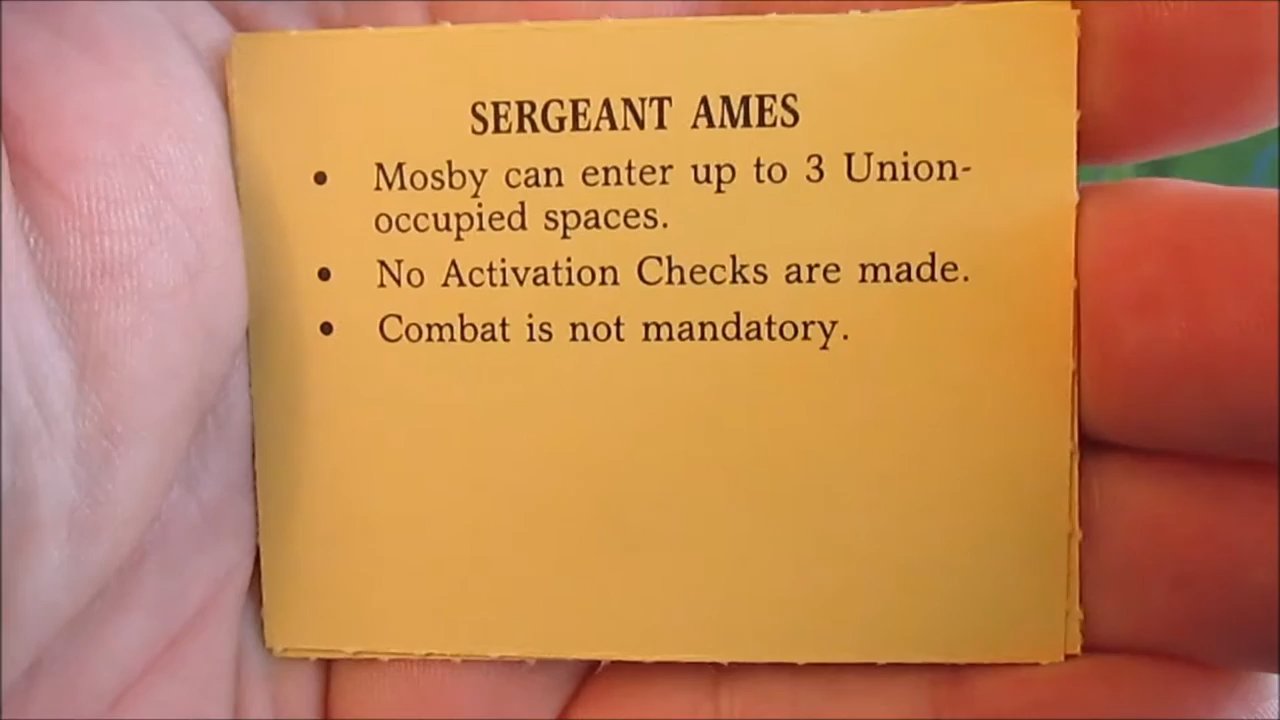 SERGEANT AMES
• Mosby can enter up to 3 Union-
occupied spaces.
• No Activation Checks are made.
• Combat is not mandatory.